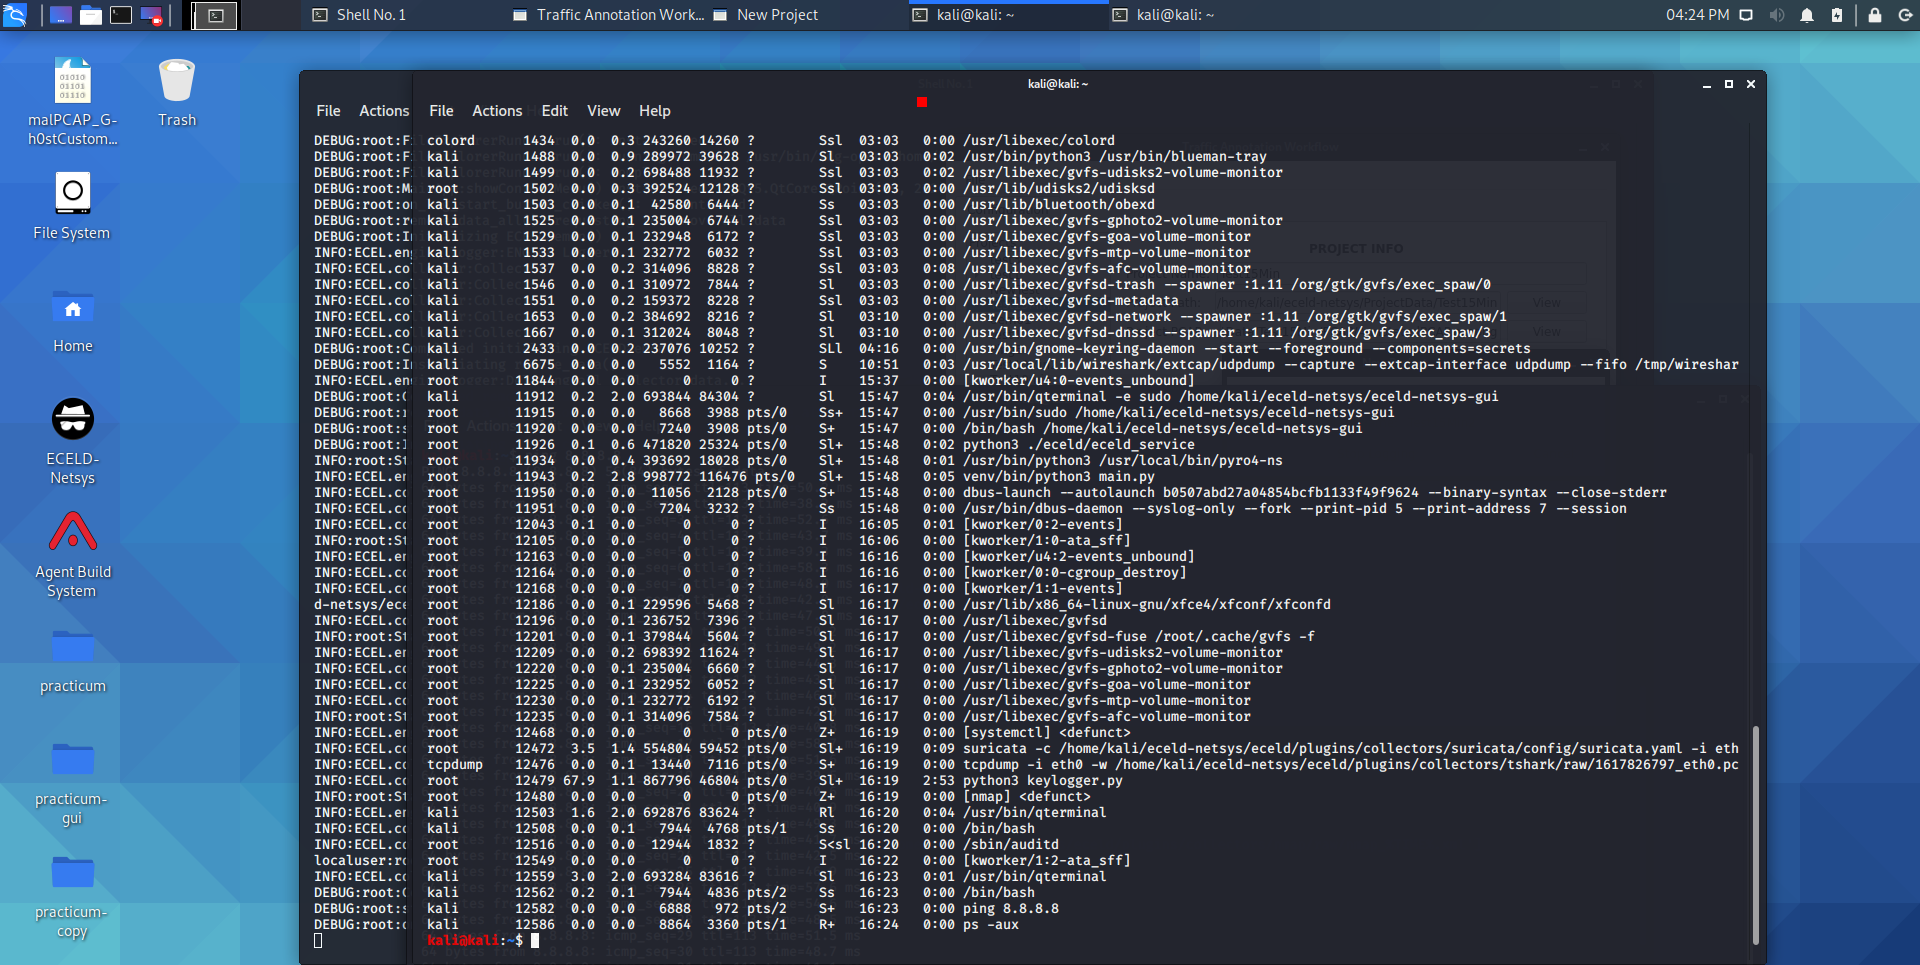 Shell No. 1
Traffic Annotation Work...
New Project
kali@kali: ~
kali@kali: ~
04:24 PM
malPCAP_G-
h0stCustom...
Trash
File System
Home
ECELD-
Netsys
Agent Build
System
practicum
practicum-
gui
practicum-
copy
kali@kali: ~
File Actions
File Actions Edit View Help
DEBUG:root:Fi colord 1434 0.0 0.3 243260 14260 ? Ssl 03:03 0:00 /usr/libexec/colord
DEBUG:root:Fi kali 1488 0.0 0.9 289972 39628 ? Sl 03:03 0:02 /usr/bin/python3 /usr/bin/blueman-tray
DEBUG:root:Fi kali 1499 0.0 0.2 698488 11932 ? Ssl 03:03 0:02 /usr/libexec/gvfs-udisks2-volume-monitor
DEBUG:root:Ma root 1502 0.0 0.3 392524 12128 ? Ssl 03:03 0:00 /usr/lib/udisks2/udisksd
DEBUG:root:on kali 1503 0.0 0.1 42580 6444 ? Ss 03:03 0:00 /usr/lib/bluetooth/obexd
DEBUG:root:re kali 1525 0.0 0.1 235004 6744 ? Ssl 03:03 0:00 /usr/libexec/gvfs-gphoto2-volume-monitor
DEBUG:root:In kali 1529 0.0 0.1 232948 6172 ? Ssl 03:03 0:00 /usr/libexec/gvfs-goa-volume-monitor
INFO:ECEL.eng kali 1533 0.0 0.1 232772 6032 ? Ssl 03:03 0:00 /usr/libexec/gvfs-mtp-volume-monitor
INFO:ECEL.col kali 1537 0.0 0.2 314096 8828 ? Ssl 03:03 0:08 /usr/libexec/gvfs-afc-volume-monitor
INFO:ECEL.col kali 1546 0.0 0.1 310972 7844 ? Sl 03:03 0:00 /usr/libexec/gvfsd-trash --spawner :1.11 /org/gtk/gvfs/exec_spaw/0
INFO:ECEL.col kali 1551 0.0 0.2 159372 8228 ? Ssl 03:03 0:00 /usr/libexec/gvfsd-metadata
INFO:ECEL.col kali 1653 0.0 0.2 384692 8216 ? Sl 03:10 0:00 /usr/libexec/gvfsd-network --spawner :1.11 /org/gtk/gvfs/exec_spaw/1
INFO:ECEL.col kali 1667 0.0 0.1 312024 8048 ? Sl 03:10 0:00 /usr/libexec/gvfsd-dnssd --spawner :1.11 /org/gtk/gvfs/exec_spaw/3
DEBUG:root:Co kali 2433 0.0 0.2 237076 10252 ? SLl 04:16 0:00 /usr/bin/gnome-keyring-daemon --start --foreground --components=secrets
DEBUG:root:In kali 6675 0.0 0.0 5552 1164 ? S 10:51 0:03 /usr/local/lib/wireshark/extcap/udpdump --capture --extcap-interface udpdump --fifo /tmp/wireshar
INFO:ECEL.en root 11844 0.0 0.0 0 0 ? I 15:37 0:00 [kworker/u4:0-events_unbound]
DEBUG:root:C kali 11912 0.2 2.0 693844 84304 ? Sl 15:47 0:04 /usr/bin/qterminal -e sudo /home/kali/eceld-netsys/eceld-netsys-gui
DEBUG:root:r root 11915 0.0 0.0 8668 3988 pts/0 Ss+ 15:47 0:00 /usr/bin/sudo /home/kali/eceld-netsys/eceld-netsys-gui
DEBUG:root:s root 11920 0.0 0.0 7240 3908 pts/0 S+ 15:47 0:00 /bin/bash /home/kali/eceld-netsys/eceld-netsys-gui
DEBUG:root:I root 11926 0.1 0.6 471820 25324 pts/0 Sl+ 15:48 0:02 python3 ./eceld/eceld_service
INFO:root:St root 11934 0.0 0.4 393692 18028 pts/0 Sl+ 15:48 0:01 /usr/bin/python3 /usr/local/bin/pyro4-ns
INFO:ECEL.en root 11943 0.2 2.8 998772 116476 pts/0 Sl+ 15:48 0:05 venv/bin/python3 main.py
INFO:ECEL.cc root 11950 0.0 0.0 11056 2128 pts/0 S+ 15:48 0:00 dbus-launch --autolaunch b0507abd27a04854bcfb1133f49f9624 --binary-syntax --close-stderr
INFO:ECEL.cc root 11951 0.0 0.0 7204 3232 ? Ss 15:48 0:00 /usr/bin/dbus-daemon --syslog-only --fork --print-pid 5 --print-address 7 --session
INFO:ECEL.cc root 12043 0.1 0.0 0 0 ? I 16:05 0:01 [kworker/0:2-events]
INFO:root:St root 12105 0.0 0.0 0 0 ? I 16:06 0:00 [kworker/1:0-ata_sff]
INFO:ECEL.en root 12163 0.0 0.0 0 0 ? I 16:16 0:00 [kworker/u4:2-events_unbound]
INFO:ECEL.cc root 12164 0.0 0.0 0 0 ? I 16:16 0:00 [kworker/0:0-cgroup_destroy]
INFO:ECEL.cc root 12168 0.0 0.0 0 0 ? I 16:17 0:00 [kworker/1:1-events]
d-netsys/ece root 12186 0.0 0.1 229596 5468 ? Sl 16:17 0:00 /usr/lib/x86_64-linux-gnu/xfce4/xfconf/xfconfd
INFO:ECEL.cc root 12196 0.0 0.1 236752 7396 ? Sl 16:17 0:00 /usr/libexec/gvfsd
INFO:root:St root 12201 0.0 0.1 379844 5604 ? Sl 16:17 0:00 /usr/libexec/gvfsd-fuse /root/.cache/gvfs -f
INFO:ECEL.en root 12209 0.0 0.2 698392 11624 ? Sl 16:17 0:00 /usr/libexec/gvfs-udisks2-volume-monitor
INFO:ECEL.cc root 12220 0.0 0.1 235004 6660 ? Sl 16:17 0:00 /usr/libexec/gvfs-gphoto2-volume-monitor
INFO:ECEL.cc root 12225 0.0 0.1 232952 6052 ? Sl 16:17 0:00 /usr/libexec/gvfs-goa-volume-monitor
INFO:ECEL.cc root 12230 0.0 0.1 232772 6192 ? Sl 16:17 0:00 /usr/libexec/gvfs-mtp-volume-monitor
INFO:root:St root 12235 0.0 0.1 314096 7584 ? Sl 16:17 0:00 /usr/libexec/gvfs-afc-volume-monitor
INFO:ECEL.en root 12468 0.0 0.0 0 0 pts/0 Z+ 16:19 0:00 [systemctl] <defunct>
INFO:ECEL.cc root 12472 3.5 1.4 554804 59452 pts/0 Sl+ 16:19 0:09 suricata -c /home/kali/eceld-netsys/eceld/plugins/collectors/suricata/config/suricata.yaml -i eth
INFO:ECEL.cc tcpdump 12476 0.0 0.1 13440 7116 pts/0 S+ 16:19 0:00 tcpdump -i eth0 -w /home/kali/eceld-netsys/eceld/plugins/collectors/tshark/raw/1617826797_eth0.pc
INFO:ECEL.cc root 12479 67.9 1.1 867796 46804 pts/0 Sl+ 16:19 2:53 python3 keylogger.py
INFO:root:St root 12480 0.0 0.0 0 0 pts/0 Z+ 16:19 0:00 [nmap] <defunct>
INFO:ECEL.en kali 12503 1.6 2.0 692876 83624 ? Rl 16:20 0:04 /usr/bin/qterminal
INFO:ECEL.cc kali 12508 0.0 0.1 7944 4768 pts/1 Ss 16:20 0:00 /bin/bash
INFO:ECEL.cc root 12516 0.0 0.0 12944 1832 ? S<sl 16:20 0:00 /sbin/auditd
localuser:ro root 12549 0.0 0.0 0 0 ? I 16:22 0:00 [kworker/1:2-ata_sff]
INFO:ECEL.cc kali 12559 3.0 2.0 693284 83616 ? Sl 16:23 0:01 /usr/bin/qterminal
DEBUG:root:C kali 12562 0.2 0.1 7944 4836 pts/2 Ss 16:23 0:00 /bin/bash
DEBUG:root:s kali 12582 0.0 0.0 6888 972 pts/2 S+ 16:23 0:00 ping 8.8.8.8
DEBUG:root:c kali 12586 0.0 0.0 8864 3360 pts/1 R+ 16:24 0:00 ps -aux
kali@kali:~$